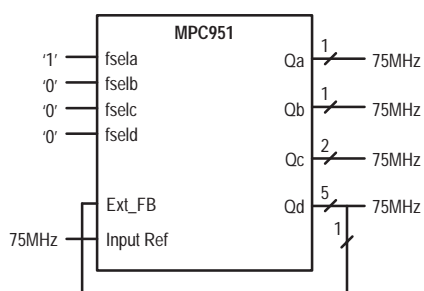 MPC951
‘1’ fsela Qa 1 75MHz
‘0’ fselb Qb 1 75MHz
‘0’ fselc
‘0’ fseld Qc 2 75MHz
Ext_FB Qd 5 75MHz
75MHz Input Ref 1